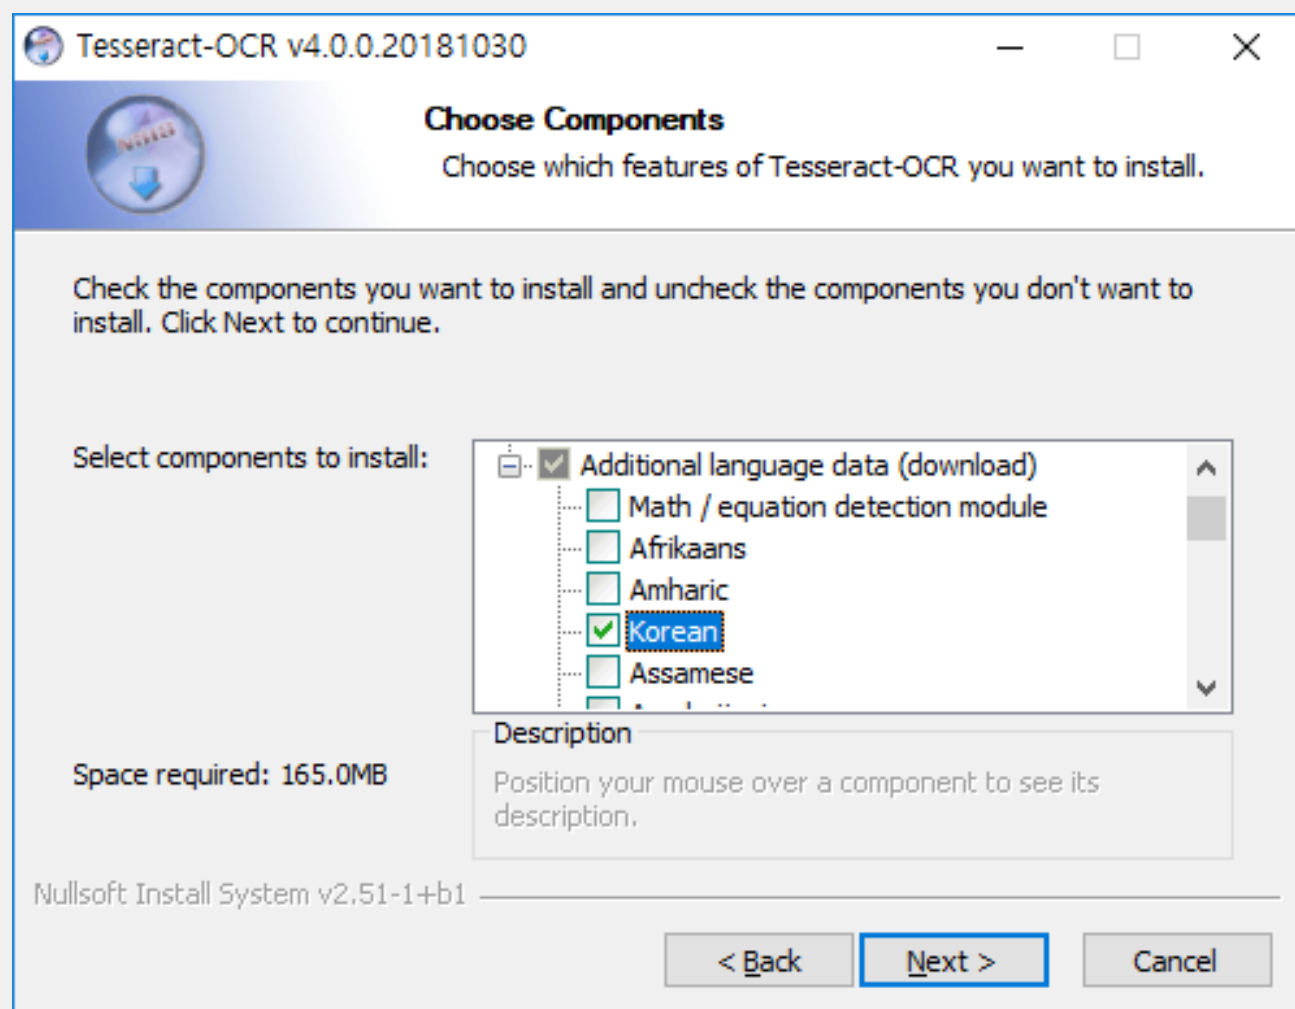 Tesseract-OCR v4.0.0.20181030
Choose Components
Choose which features of Tesseract-OCR you want to install.
Check the components you want to install and uncheck the components you don't want to
install. Click Next to continue.
Select components to install:
Additional language data (download)
Math / equation detection module
Afrikaans
Amharic
Korean
Assamese
Space required: 165.0MB
Description
Position your mouse over a component to see its
description.
Nullsoft Install System v2.51-1+b1
< Back
Next >
Cancel